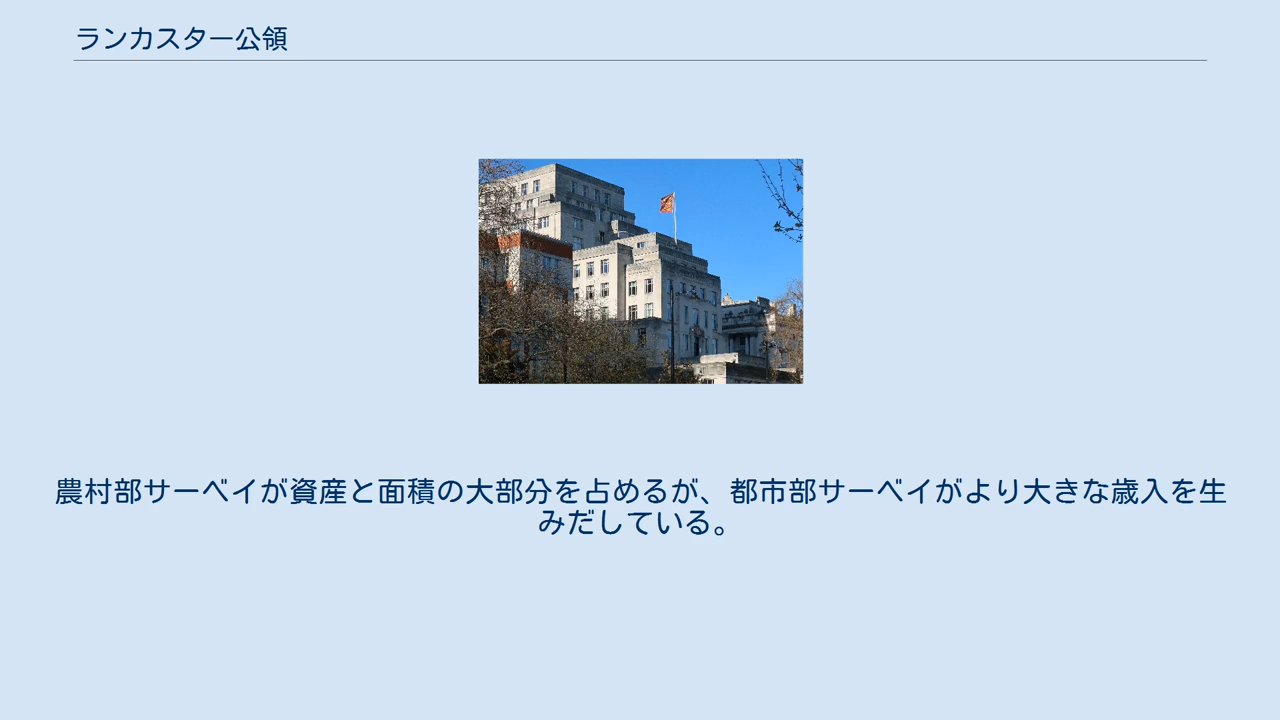 ランカスター公領
農村部サーベイが資産と面積の大部分を占めるが、都市部サーベイがより大きな歳入を生
みだしている。